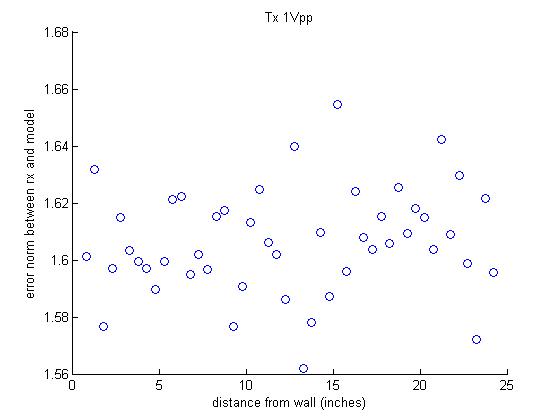 Tx 1Vpp
1.68
1.66
1.64
1.62
1.6
1.58
1.56
error norm between rx and model
0 5 10 15 20 25
distance from wall (inches)